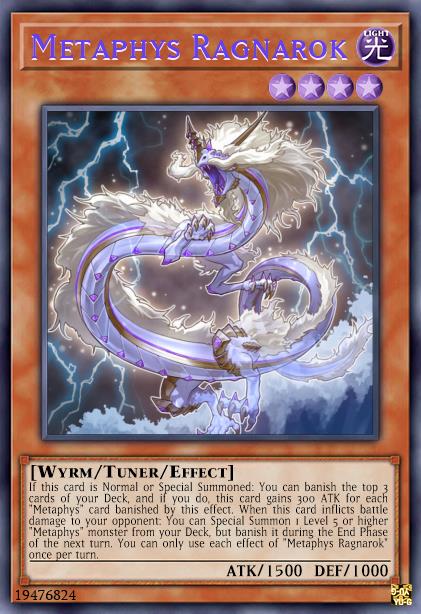 METAPHYS RAGNAROK
LIGHT
光
[WYRM/TUNER/EFFECT]
If this card is Normal or Special Summoned: You can banish the top 3
cards of your Deck, and if you do, this card gains 300 ATK for each
"Metaphys" card banished by this effect. When this card inflicts battle
damage to your opponent: You can Special Summon 1 Level 5 or higher
"Metaphys" monster from your Deck, but banish it during the End Phase
of the next turn. You can only use each effect of "Metaphys Ragnarok"
once per turn.
ATK/1500 DEF/1000
19476824